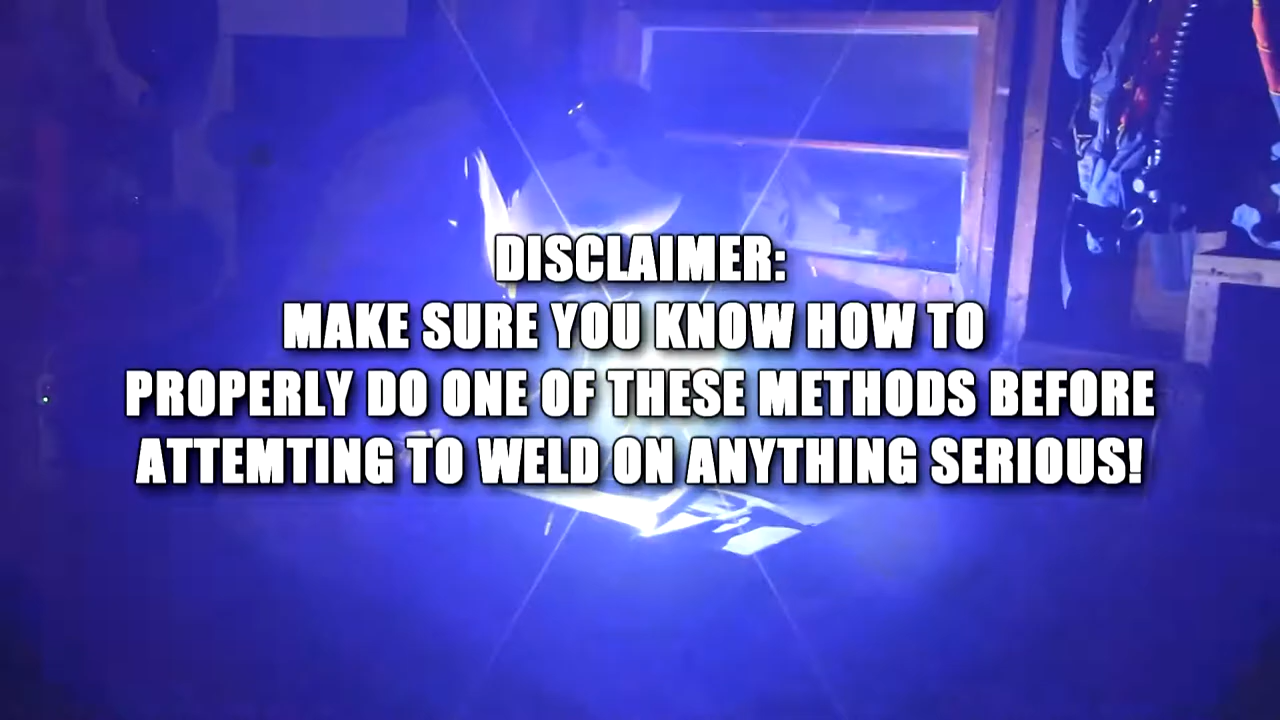 DISCLAIMER:
MAKE SURE YOU KNOW HOW TO
PROPERLY DO ONE OF THESE METHODS BEFORE
ATTEMTING TO WELD ON ANYTHING SERIOUS!